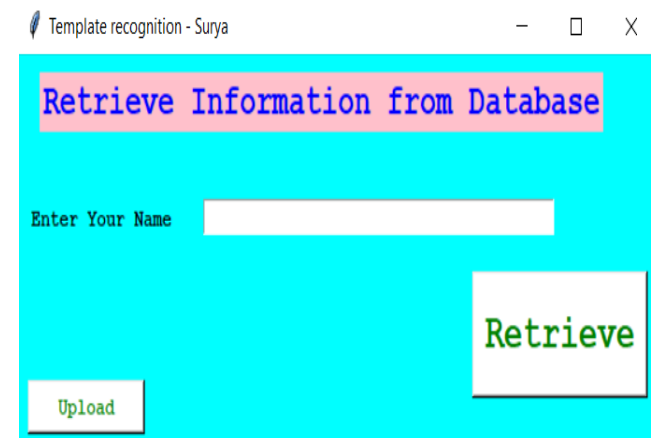 Template recognition - Surya
Retrieve Information from Database
Enter Your Name
Retrieve
Upload